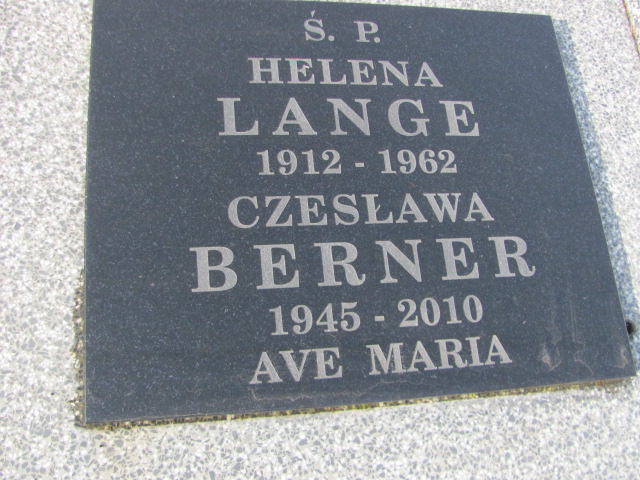 Ś. P.
HELENA
LANGE
1912 - 1962
CZESŁAWA
BERNER
1945 - 2010
AVE MARIA